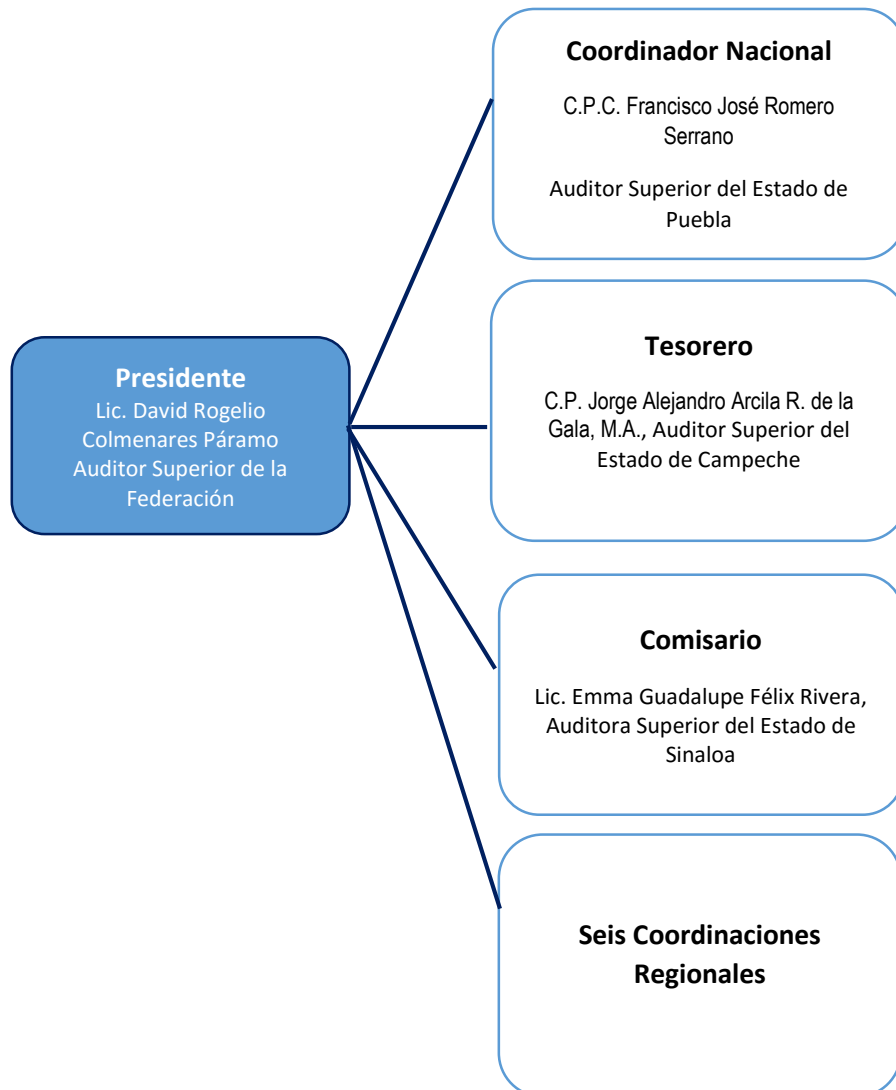 Coordinador Nacional
C.P.C. Francisco José Romero
Serrano
Auditor Superior del Estado de
Puebla
Presidente
Lic. David Rogelio
Colmenares Páramo
Auditor Superior de la
Federación
Tesorero
C.P. Jorge Alejandro Arcila R. de la
Gala, M.A., Auditor Superior del
Estado de Campeche
Comisario
Lic. Emma Guadalupe Félix Rivera,
Auditora Superior del Estado de
Sinaloa
Seis Coordinaciones
Regionales